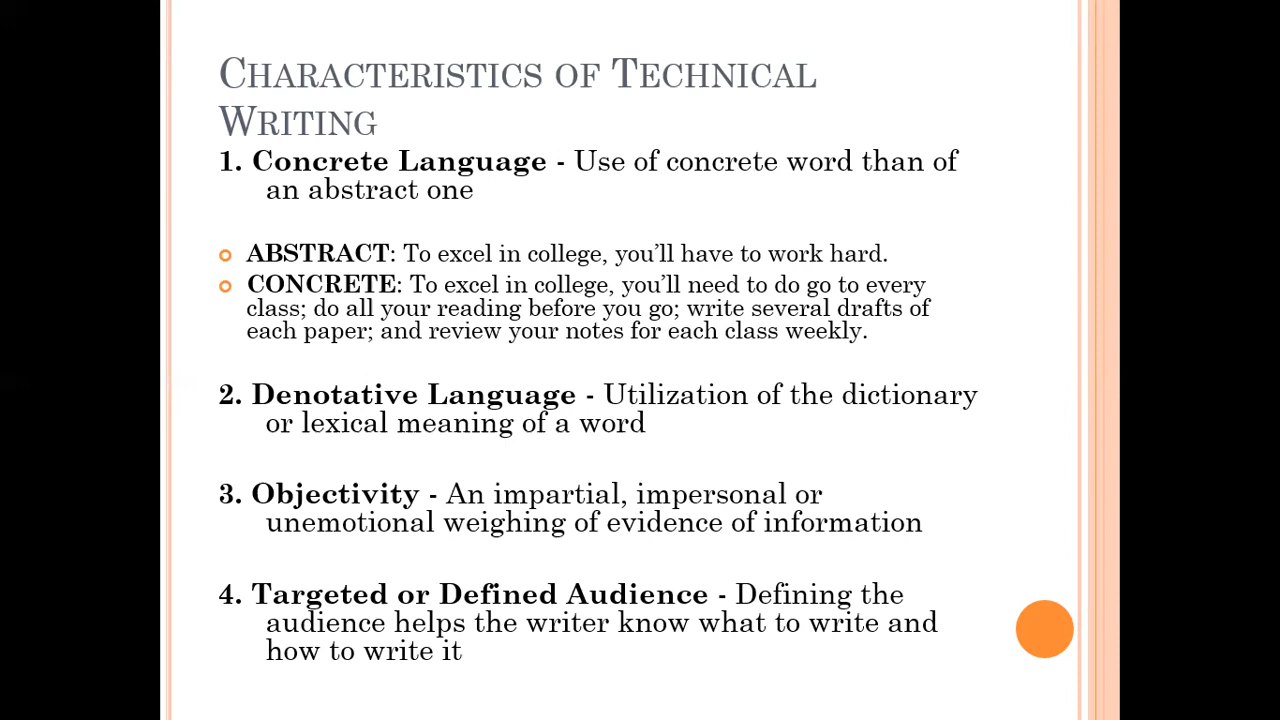 Characteristics of Technical
Writing
1. Concrete Language - Use of concrete word than of
an abstract one
ABSTRACT: To excel in college, you’ll have to work hard.
CONCRETE: To excel in college, you’ll need to do go to every
class; do all your reading before you go; write several drafts of
each paper; and review your notes for each class weekly.
2. Denotative Language - Utilization of the dictionary
or lexical meaning of a word
3. Objectivity - An impartial, impersonal or
unemotional weighing of evidence of information
4. Targeted or Defined Audience - Defining the
audience helps the writer know what to write and
how to write it